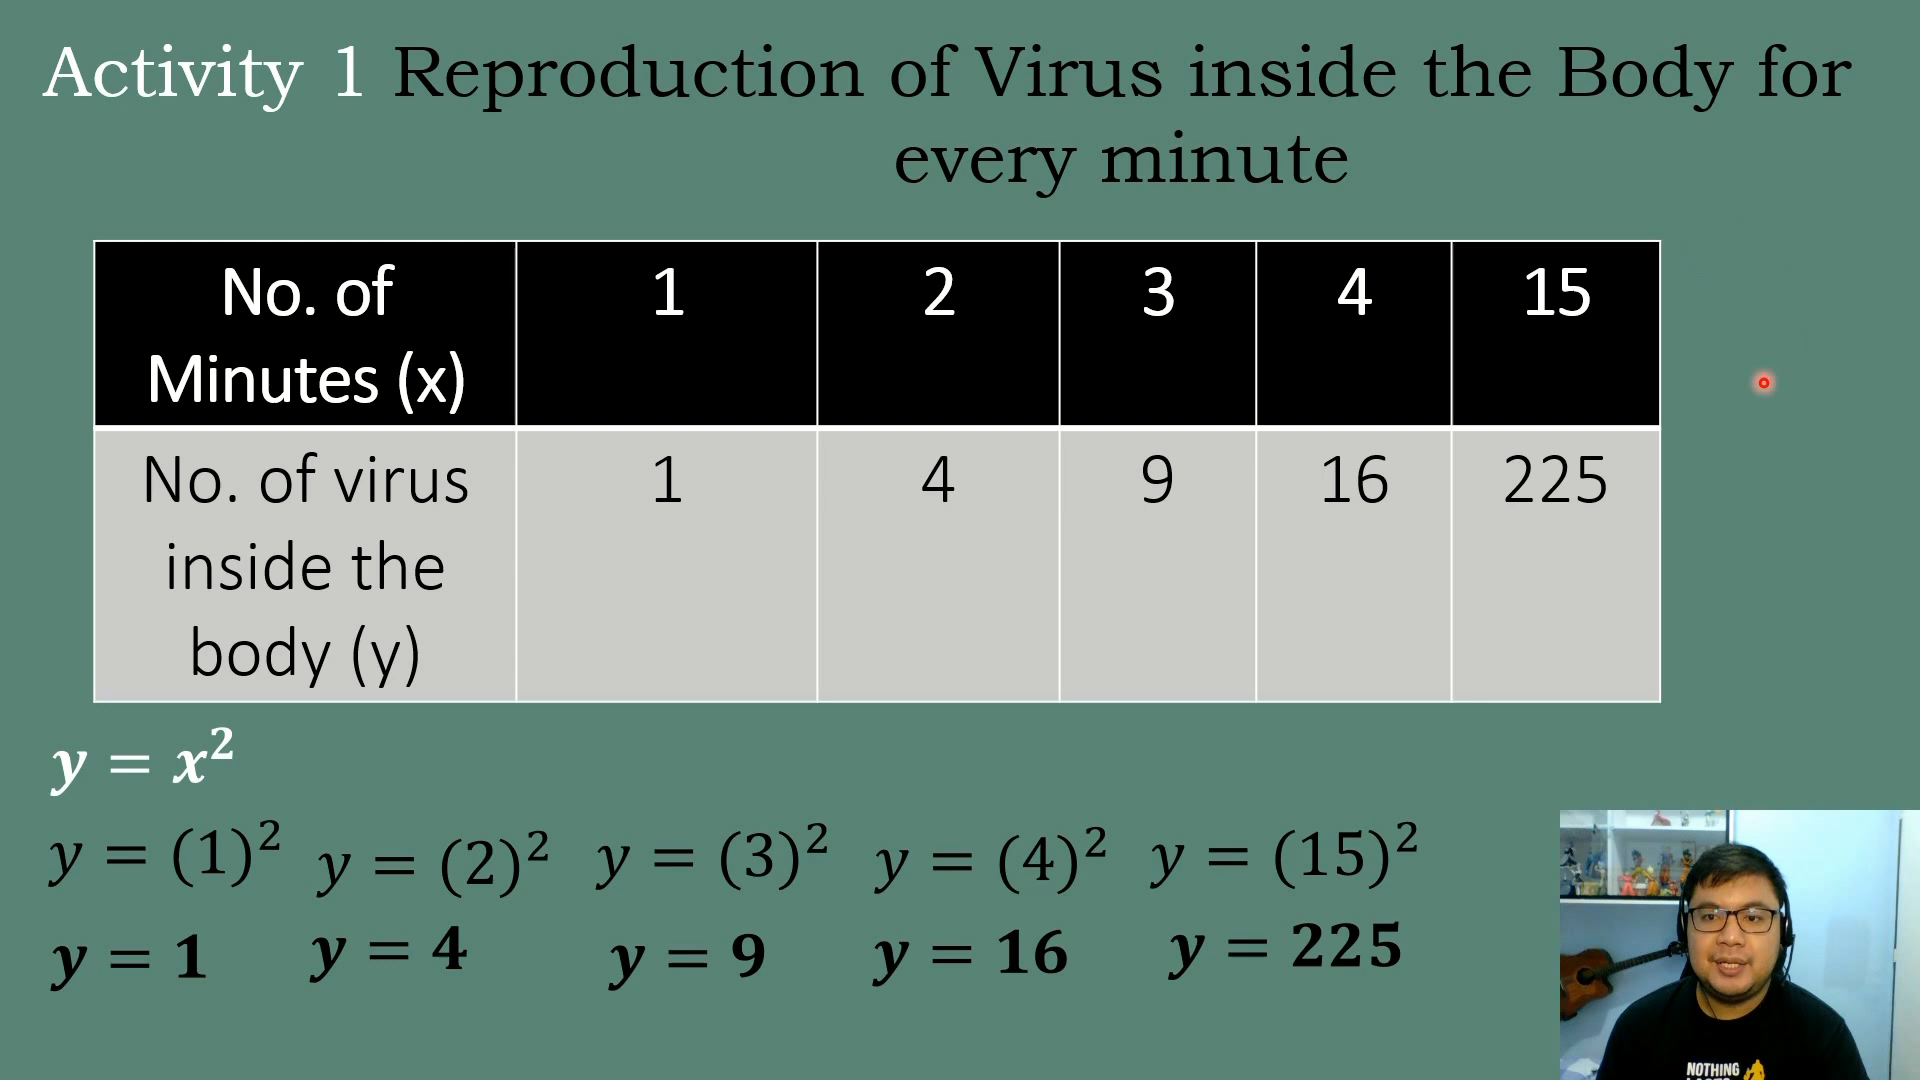 Activity 1 Reproduction of Virus inside the Body for
every minute
No. of Minutes (x) 1 2 3 4 15
No. of virus inside the body (y) 1 4 9 16 225
y = x²
y = (1)² y = (2)² y = (3)² y = (4)² y = (15)²
y = 1 y = 4 y = 9 y = 16 y = 225
NOTHING